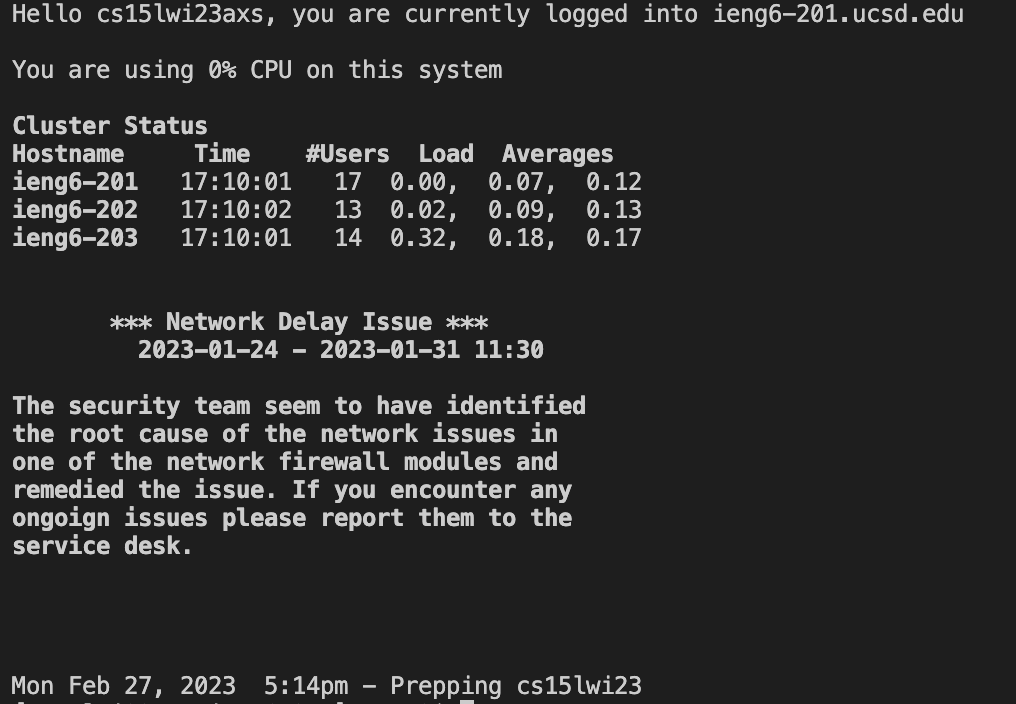 Hello cs15lwi23axs, you are currently logged into ieng6-201.ucsd.edu
You are using 0% CPU on this system
Cluster Status
Hostname     Time    #Users  Load  Averages
ieng6-201   17:10:01   17  0.00,  0.07,  0.12
ieng6-202   17:10:02   13  0.02,  0.09,  0.13
ieng6-203   17:10:01   14  0.32,  0.18,  0.17
*** Network Delay Issue ***
2023-01-24 - 2023-01-31 11:30
The security team seem to have identified
the root cause of the network issues in
one of the network firewall modules and
remedied the issue. If you encounter any
ongoign issues please report them to the
service desk.
Mon Feb 27, 2023  5:14pm - Prepping cs15lwi23